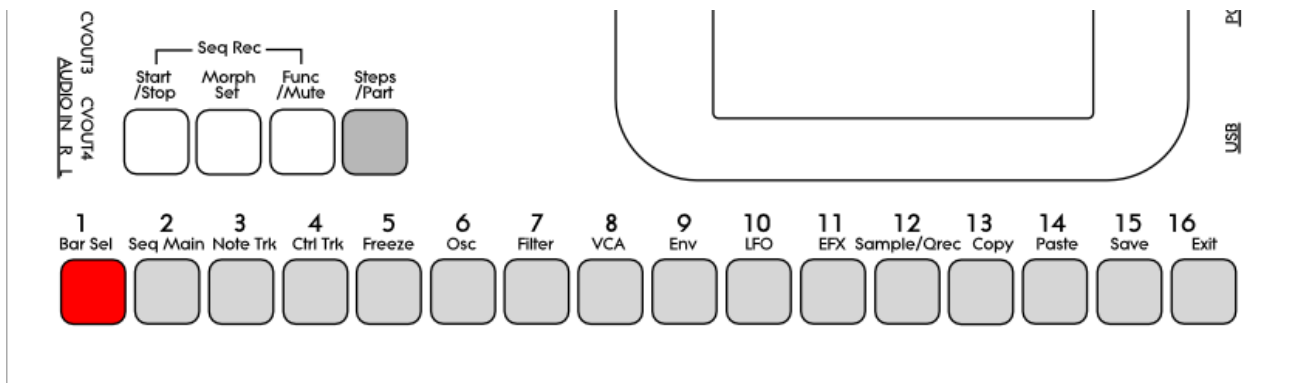 CVOUT3
CVOUT4
AUDIO IN R L
Seq Rec
Start /Stop
Morph Set
Func /Mute
Steps /Part
USB
1 2 3 4 5 6 7 8 9 10 11 12 13 14 15 16
Bar Sel Seq Main Note Trk Ctrl Trk Freeze Osc Filter VCA Env LFO EFX Sample/Qrec Copy Paste Save Exit